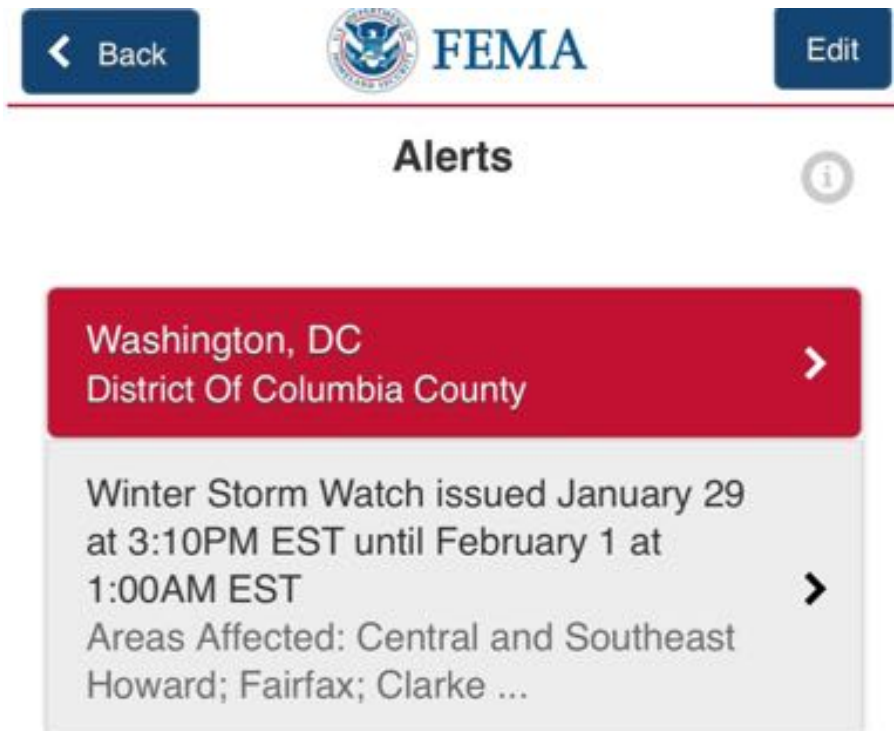 Back
FEMA
Edit
Alerts
Washington, DC
District Of Columbia County
Winter Storm Watch issued January 29
at 3:10PM EST until February 1 at
1:00AM EST
Areas Affected: Central and Southeast
Howard; Fairfax; Clarke ...